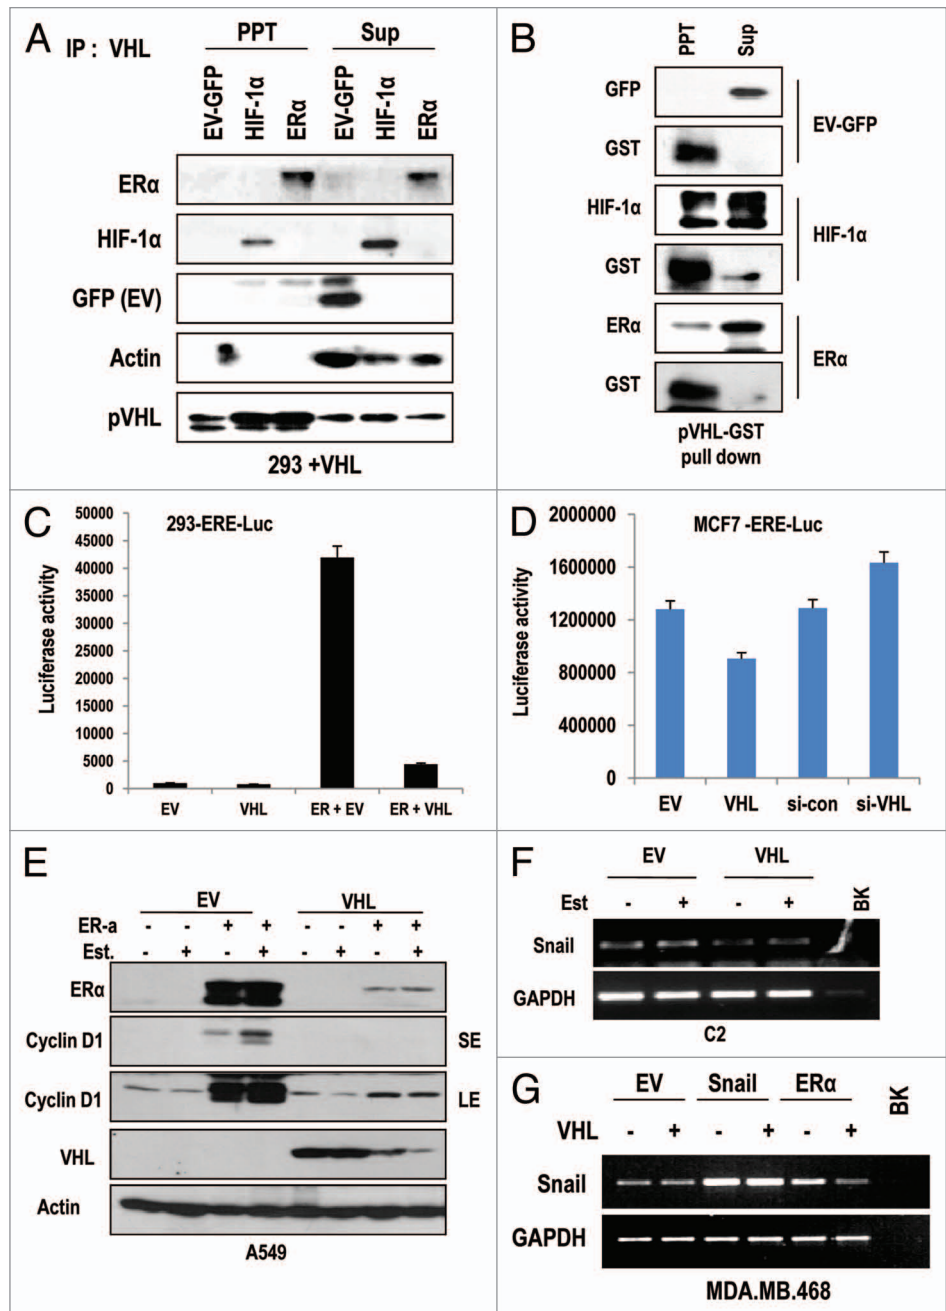 A
IP : VHL
PPT Sup
EV-GFP HIF-1α ERα EV-GFP HIF-1α ERα
ERα
HIF-1α
GFP (EV)
Actin
pVHL
293 +VHL
B
PPT Sup
GFP
GST
EV-GFP
HIF-1α
GST
HIF-1α
ERα
GST
ERα
pVHL-GST
pull down
C
293-ERE-Luc
Luciferase activity
50000
45000
40000
35000
30000
25000
20000
15000
10000
5000
0
EV VHL ER + EV ER + VHL
D
MCF7 -ERE-Luc
Luciferase activity
2000000
1600000
1200000
800000
400000
0
EV VHL si-con si-VHL
E
EV VHL
ER-a - - + + - - + +
Est. - + - + - + - +
ERα
Cyclin D1 SE
Cyclin D1 LE
VHL
Actin
A549
F
EV VHL
BK
Est - + - +
Snail
GAPDH
C2
G
EV Snail ERα
BK
VHL - + - + - +
Snail
GAPDH
MDA.MB.468